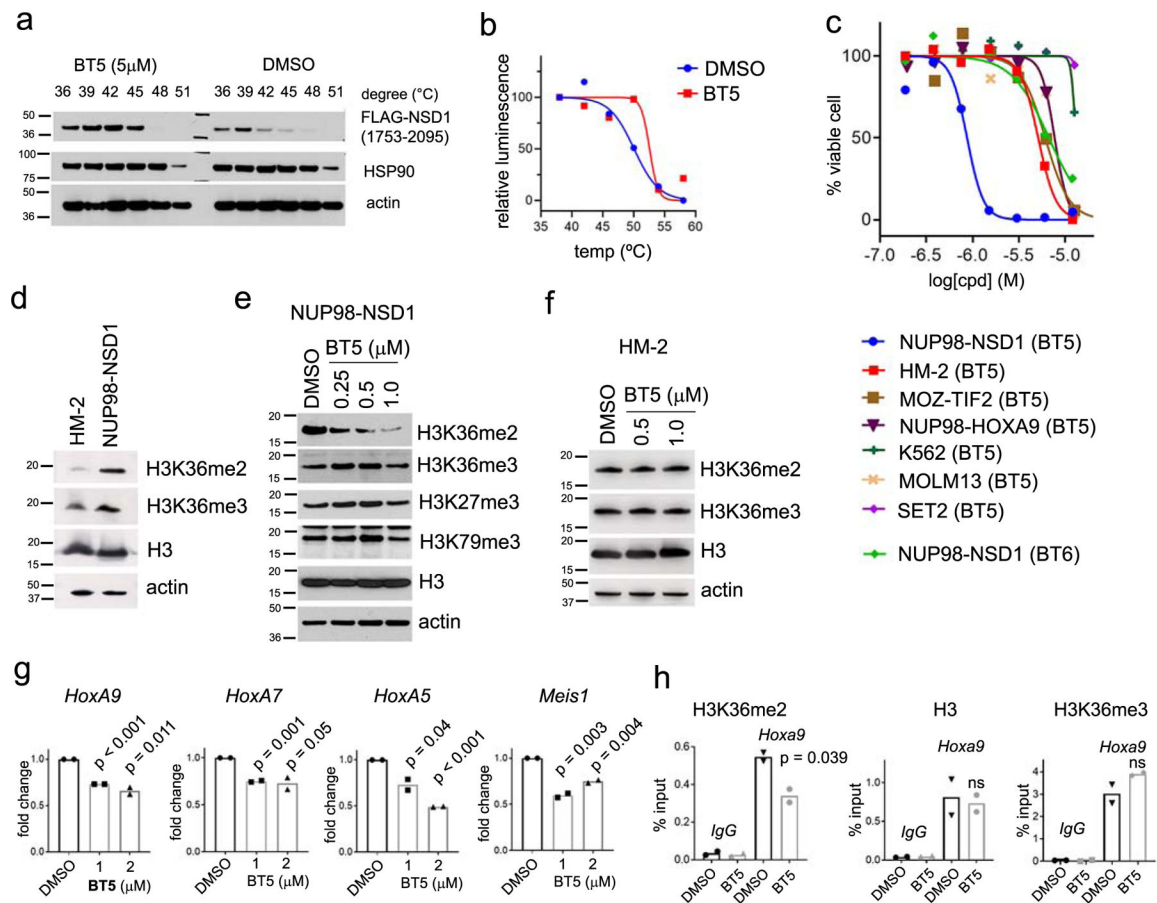 a
BT5 (5μM) DMSO
36 39 42 45 48 51 36 39 42 45 48 51 degree (°C)
50
36
FLAG-NSD1
(1753-2095)
100
75
HSP90
50
36
actin
b
relative luminescence
100
75
50
25
0
35 40 45 50 55 60
temp (ºC)
DMSO
BT5
c
% viable cell
100
50
0
-7.0 -6.5 -6.0 -5.5 -5.0
log[cpd] (M)
NUP98-NSD1 (BT5)
HM-2 (BT5)
MOZ-TIF2 (BT5)
NUP98-HOXA9 (BT5)
K562 (BT5)
MOLM13 (BT5)
SET2 (BT5)
NUP98-NSD1 (BT6)
d
HM-2
NUP98-NSD1
20
15
H3K36me2
20
15
H3K36me3
20
15
H3
50
37
actin
e
NUP98-NSD1
BT5 (μM)
DMSO
0.25
0.5
1.0
20
15
H3K36me2
20
15
H3K36me3
20
15
H3K27me3
20
15
H3K79me3
20
15
H3
50
36
actin
f
HM-2
BT5 (μM)
DMSO
0.5
1.0
20
15
H3K36me2
20
15
H3K36me3
20
15
H3
50
37
actin
g
HoxA9
p < 0.001
p = 0.011
fold change
1.0
0.5
0.0
DMSO
1 2
BT5 (μM)
HoxA7
p = 0.001
p = 0.05
fold change
1.0
0.5
0.0
DMSO
1 2
BT5 (μM)
HoxA5
p = 0.04
p < 0.001
fold change
1.0
0.5
0.0
DMSO
1 2
BT5 (μM)
Meis1
p = 0.003
p = 0.004
fold change
1.0
0.5
0.0
DMSO
1 2
BT5 (μM)
h
H3K36me2
Hoxa9
p = 0.039
% input
0.6
0.4
0.2
0.0
IgG
DMSO
BT5
DMSO
BT5
H3
Hoxa9
ns
% input
1.0
0.5
0.0
IgG
DMSO
BT5
DMSO
BT5
H3K36me3
Hoxa9
ns
% input
4
3
2
1
0
IgG
DMSO
BT5
DMSO
BT5